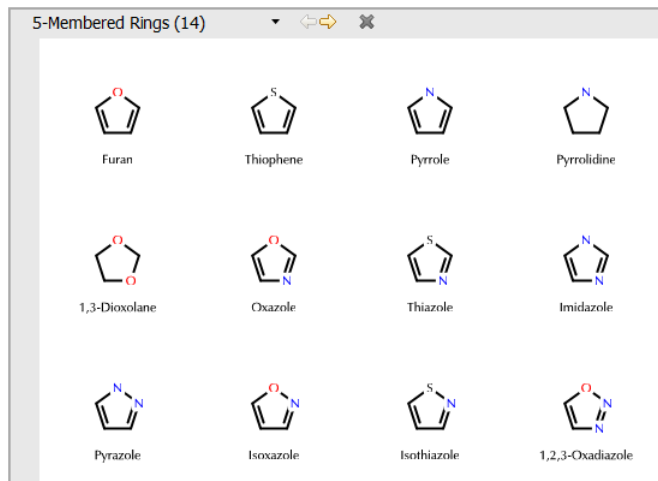 5-Membered Rings (14)
O
S
N
N
Furan
Thiophene
Pyrrole
Pyrrolidine
O
O
S
N
O
N
N
N
1,3-Dioxolane
Oxazole
Thiazole
Imidazole
N
O
S
O
N
N
N
N
N
Pyrazole
Isoxazole
Isothiazole
1,2,3-Oxadiazole